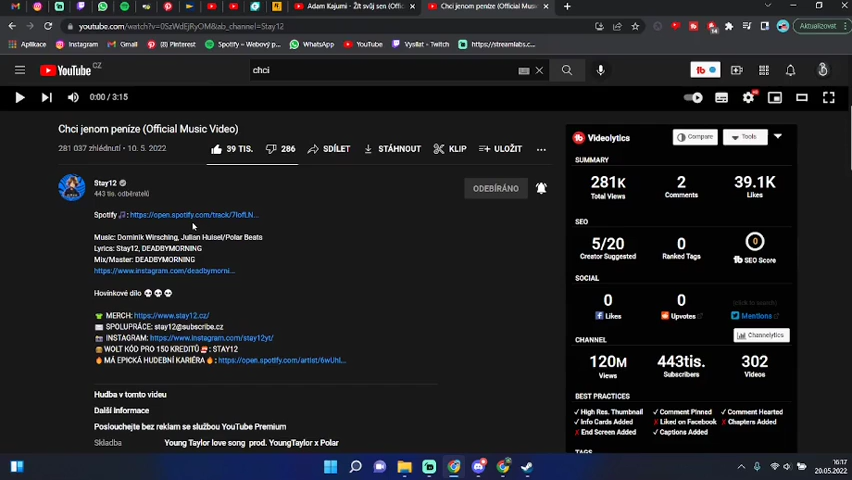 Adam Kajumi - Žít svůj sen (Offic
Chci jenom peníze (Official Music
youtube.com/watch?v=0SzWdEjRyOM&ab_channel=Stay12
Aktualizovat
Aplikace
Instagram
Gmail
Pinterest
Spotify – Webový p...
WhatsApp
YouTube
Vysílat - Twitch
https://streamlabs.c...
YouTube CZ
chci
0:00 / 3:15
Chci jenom peníze (Official Music Video)
281 037 zhlédnutí • 10. 5. 2022
39 TIS.
286
SDÍLET
STÁHNOUT
KLIP
ULOŽIT
Stay12
443 tis. odběratelů
ODEBÍRÁNO
Spotify🎵: https://open.spotify.com/track/7IofLN...
Music: Dominik Wirsching, Julian Huisel/Polar Beats
Lyrics: Stay12, DEADBYMORNING
Mix/Master: DEADBYMORNING
https://www.instagram.com/deadbymorni...
Hovínkové dílo 💀 💀 💀
👕 MERCH: https://www.stay12.cz/
✉️ SPOLUPRÁCE: stay12@subscribe.cz
📷 INSTAGRAM: https://www.instagram.com/stay12yt/
🍔 WOLT KÓD PRO 150 KREDITŮ: STAY12
🔥 MÁ EPICKÁ HUDEBNÍ KARIÉRA 🔥: https://open.spotify.com/artist/6wUhl...
Hudba v tomto videu
Další informace
Poslouchejte bez reklam se službou YouTube Premium
Skladba
Young Taylor love song prod. YoungTaylor x Polar
Videolytics
Compare
Tools
SUMMARY
281K
2
39.1K
Total Views
Comments
Likes
SEO
5/20
0
0
Creator Suggested
Ranked Tags
SEO Score
SOCIAL
0
0
(click to search)
Likes
Upvotes
Mentions
CHANNEL
Channelytics
120M
443tis.
302
Views
Subscribers
Videos
BEST PRACTICES
✓ High Res. Thumbnail
✓ Comment Pinned
✓ Comment Hearted
✓ Info Cards Added
✗ Liked on Facebook
✗ Chapters Added
✗ End Screen Added
✓ Captions Added
TAGS
16:17
20.05.2022